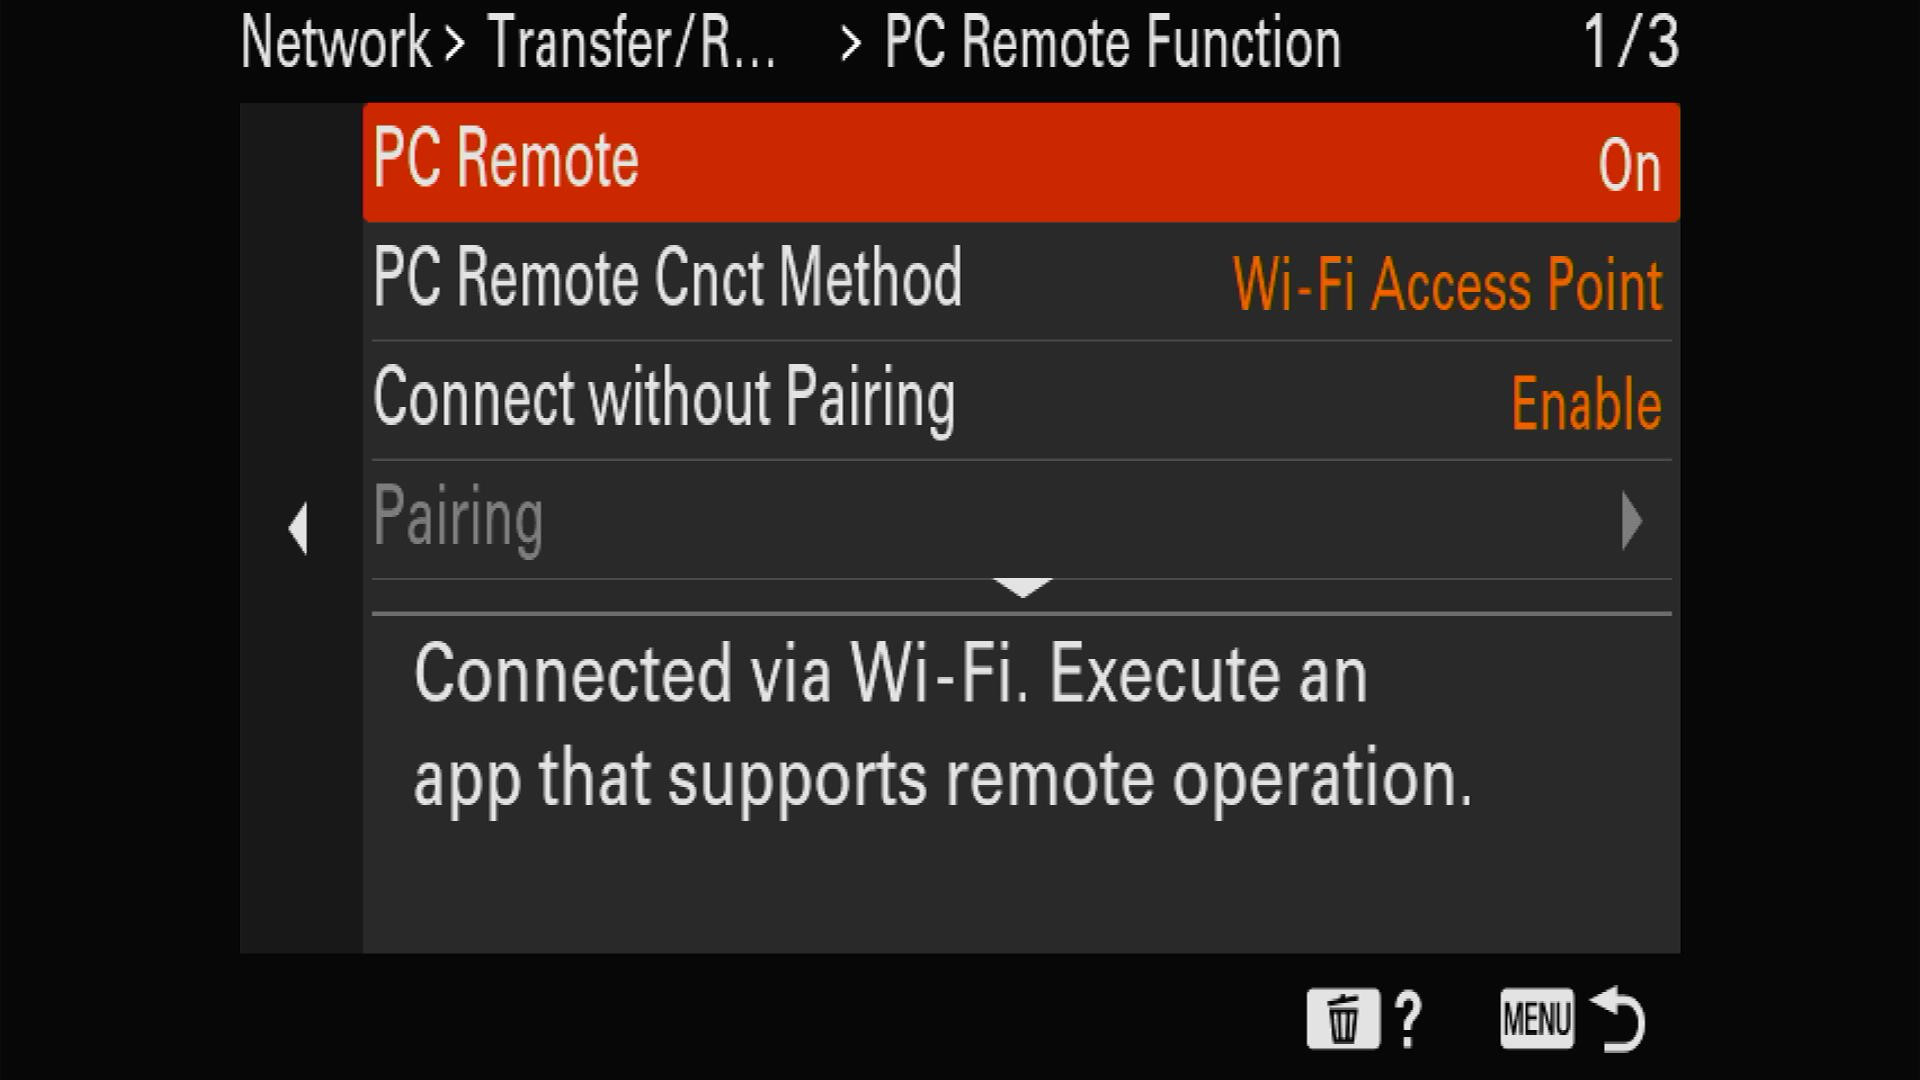 Network > Transfer/R... > PC Remote Function 1/3
PC Remote On
PC Remote Cnct Method Wi-Fi Access Point
Connect without Pairing Enable
Pairing
Connected via Wi-Fi. Execute an
app that supports remote operation.
? MENU